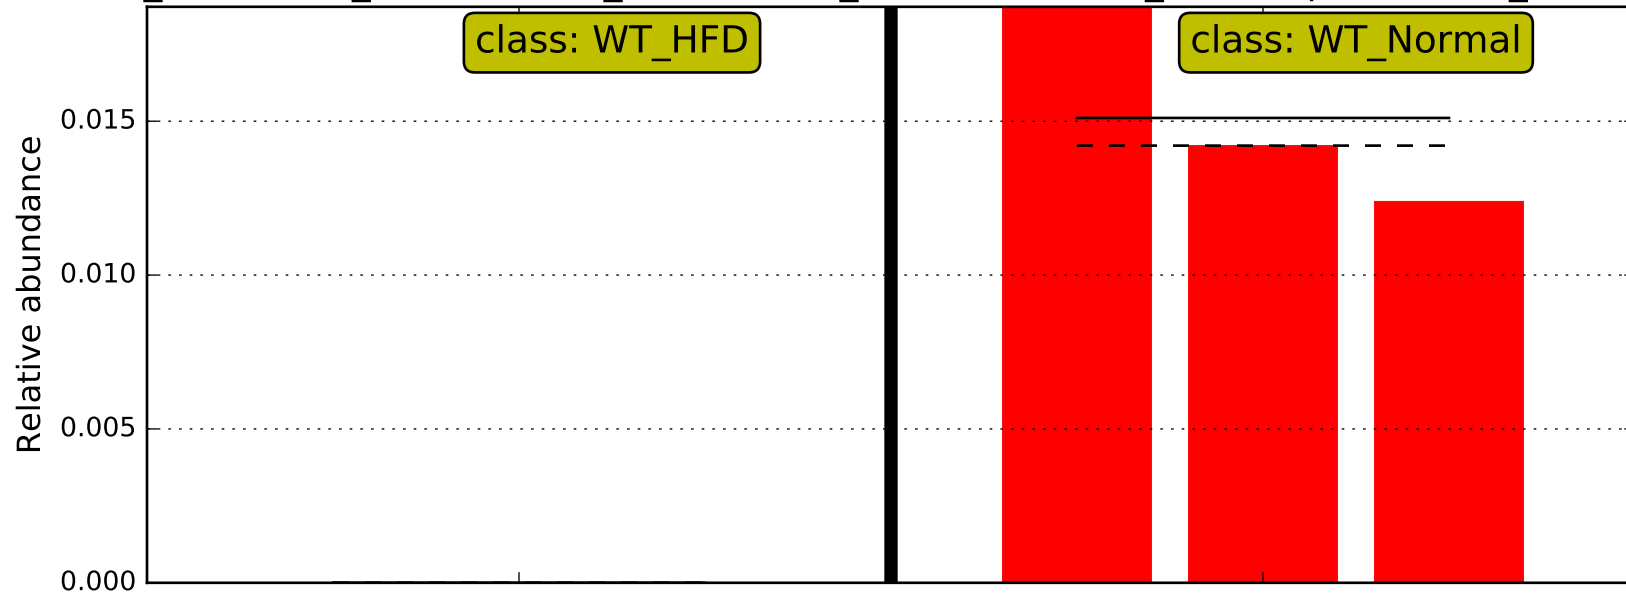 class: WT_HFD
class: WT_Normal
0.015
0.010
0.005
0.000
Relative abundance